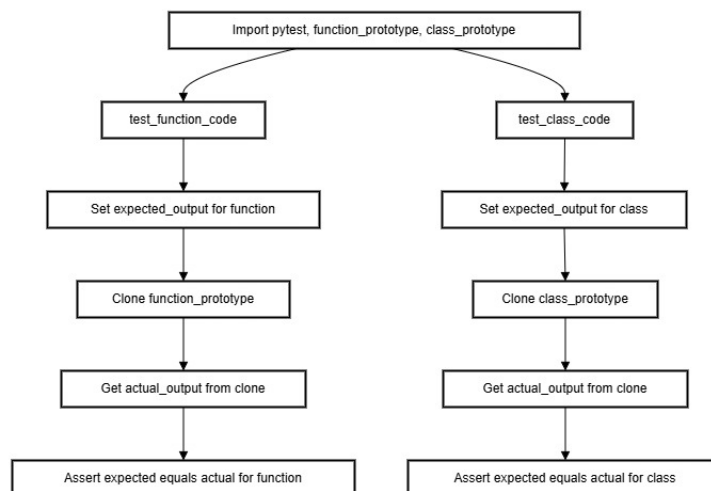 Import pytest, function_prototype, class_prototype
test_function_code
test_class_code
Set expected_output for function
Set expected_output for class
Clone function_prototype
Clone class_prototype
Get actual_output from clone
Get actual_output from clone
Assert expected equals actual for function
Assert expected equals actual for class